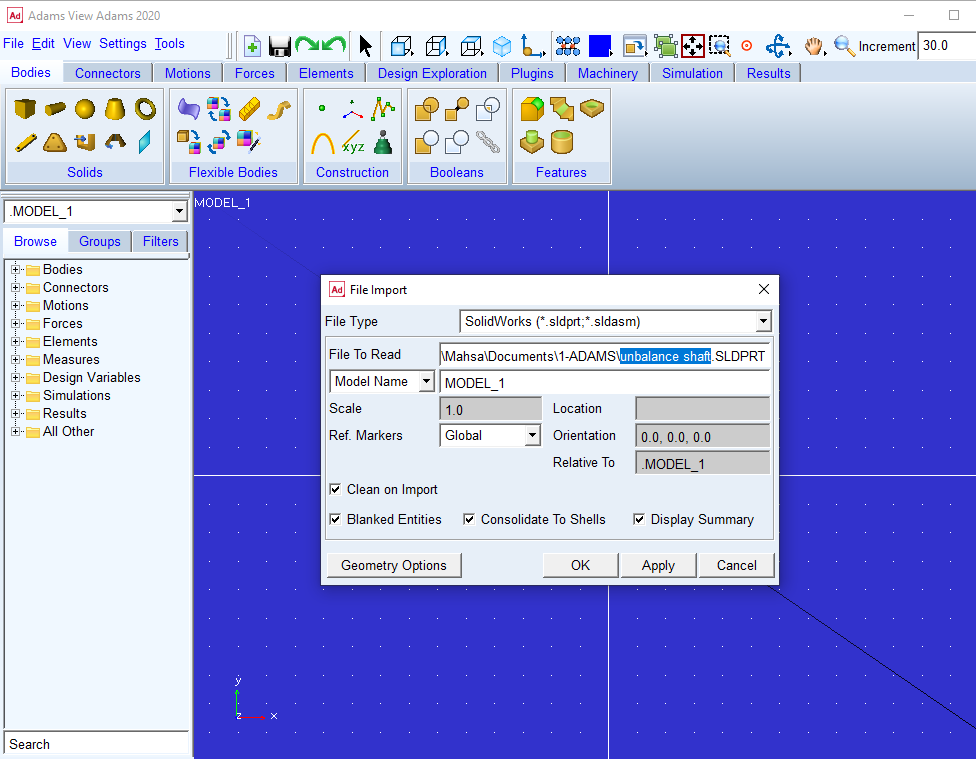 Ad Adams View Adams 2020
File Edit View Settings Tools
Increment 30.0
Bodies Connectors Motions Forces Elements Design Exploration Plugins Machinery Simulation Results
xyz
Solids Flexible Bodies Construction Booleans Features
.MODEL_1
Browse Groups Filters
Bodies
Connectors
Motions
Forces
Elements
Measures
Design Variables
Simulations
Results
All Other
Search
MODEL_1
Ad File Import
File Type SolidWorks (*.sldprt;*.sldasm)
File To Read \Mahsa\Documents\1-ADAMS\unbalance shaft.SLDPRT
Model Name MODEL_1
Scale 1.0 Location
Ref. Markers Global Orientation 0.0, 0.0, 0.0
Relative To .MODEL_1
Clean on Import
Blanked Entities Consolidate To Shells Display Summary
Geometry Options OK Apply Cancel
y
z x